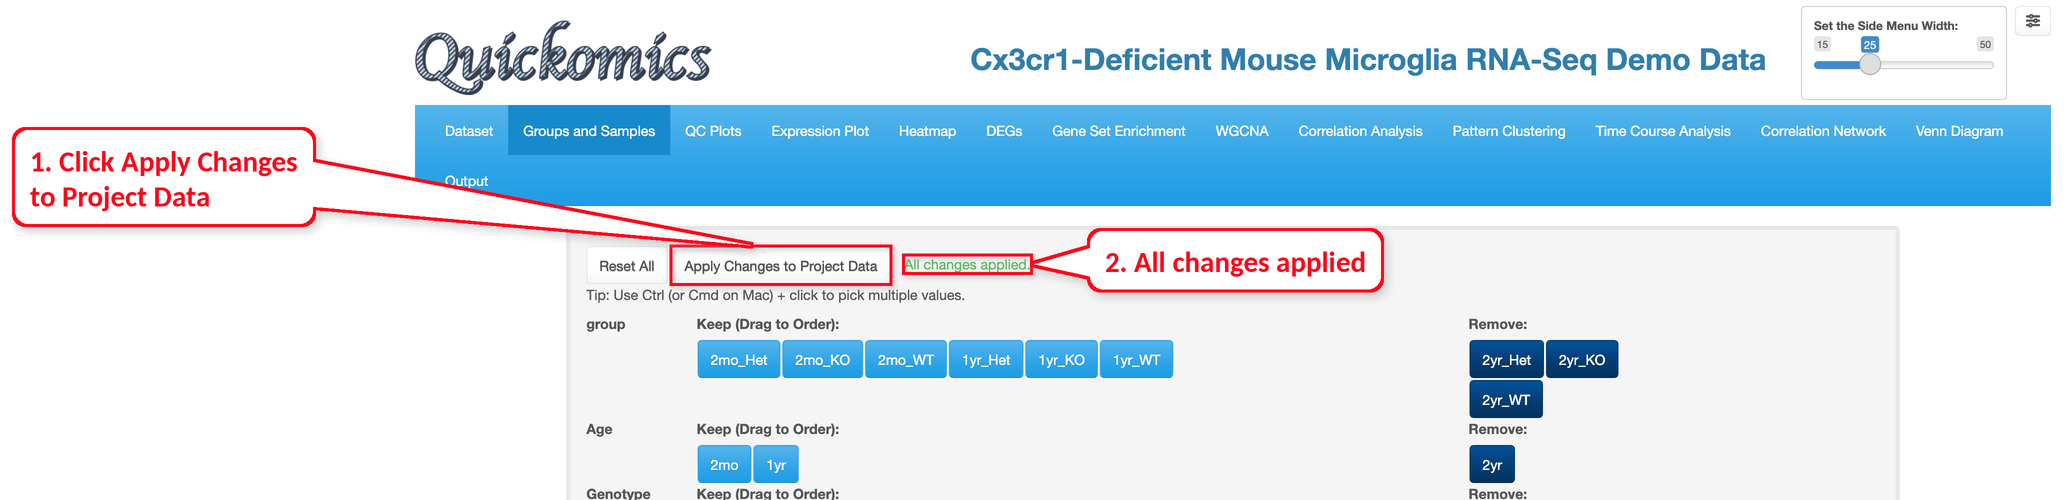 Quickomics
Cx3cr1-Deficient Mouse Microglia RNA-Seq Demo Data
Set the Side Menu Width:
15 25 50
Dataset Groups and Samples QC Plots Expression Plot Heatmap DEGs Gene Set Enrichment WGCNA Correlation Analysis Pattern Clustering Time Course Analysis Correlation Network Venn Diagram
Output
1. Click Apply Changes
to Project Data
Reset All Apply Changes to Project Data All changes applied. 2. All changes applied
Tip: Use Ctrl (or Cmd on Mac) + click to pick multiple values.
group Keep (Drag to Order): Remove:
2mo_Het 2mo_KO 2mo_WT 1yr_Het 1yr_KO 1yr_WT 2yr_Het 2yr_KO
2yr_WT
Age Keep (Drag to Order): Remove:
2mo 1yr 2yr
Genotype Keep (Drag to Order): Remove: